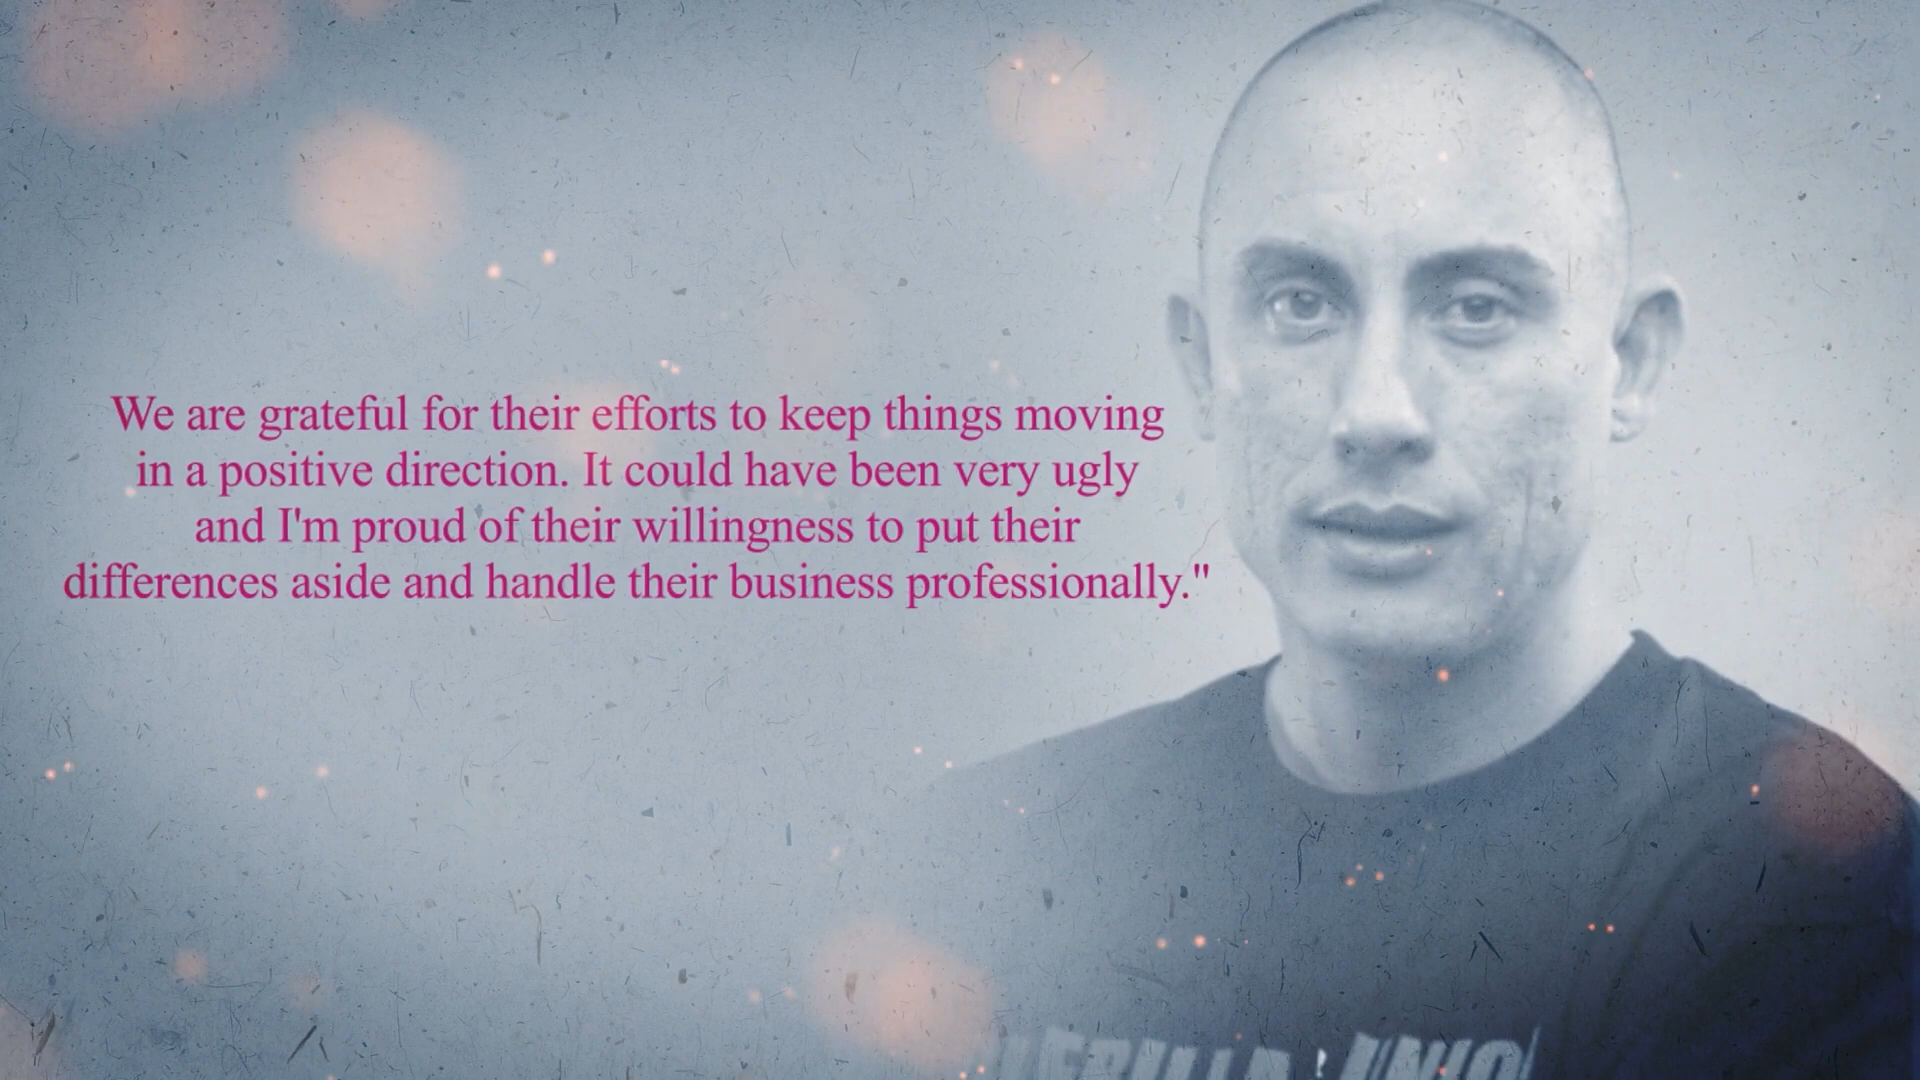 We are grateful for their efforts to keep things moving
in a positive direction. It could have been very ugly
and I'm proud of their willingness to put their
differences aside and handle their business professionally."